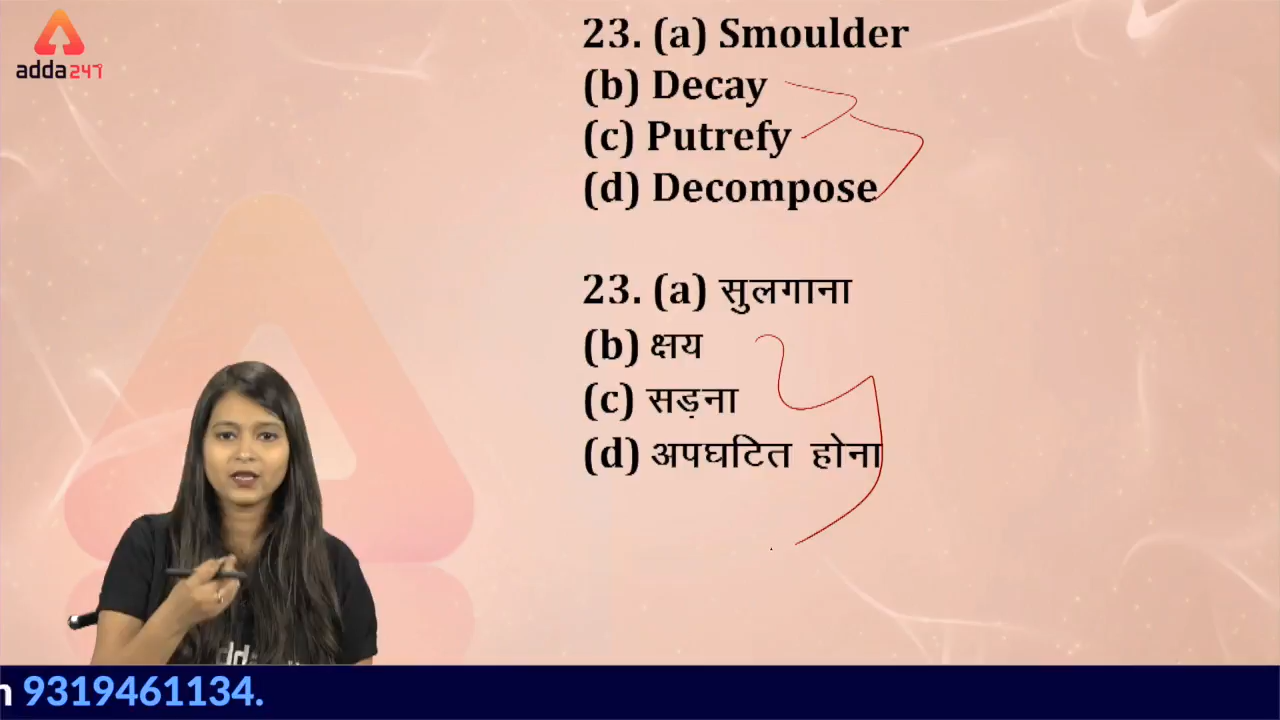 adda247
23. (a) Smoulder
(b) Decay
(c) Putrefy
(d) Decompose
23. (a) सुलगाना
(b) क्षय
(c) सड़ना
(d) अपघटित होना
9319461134.